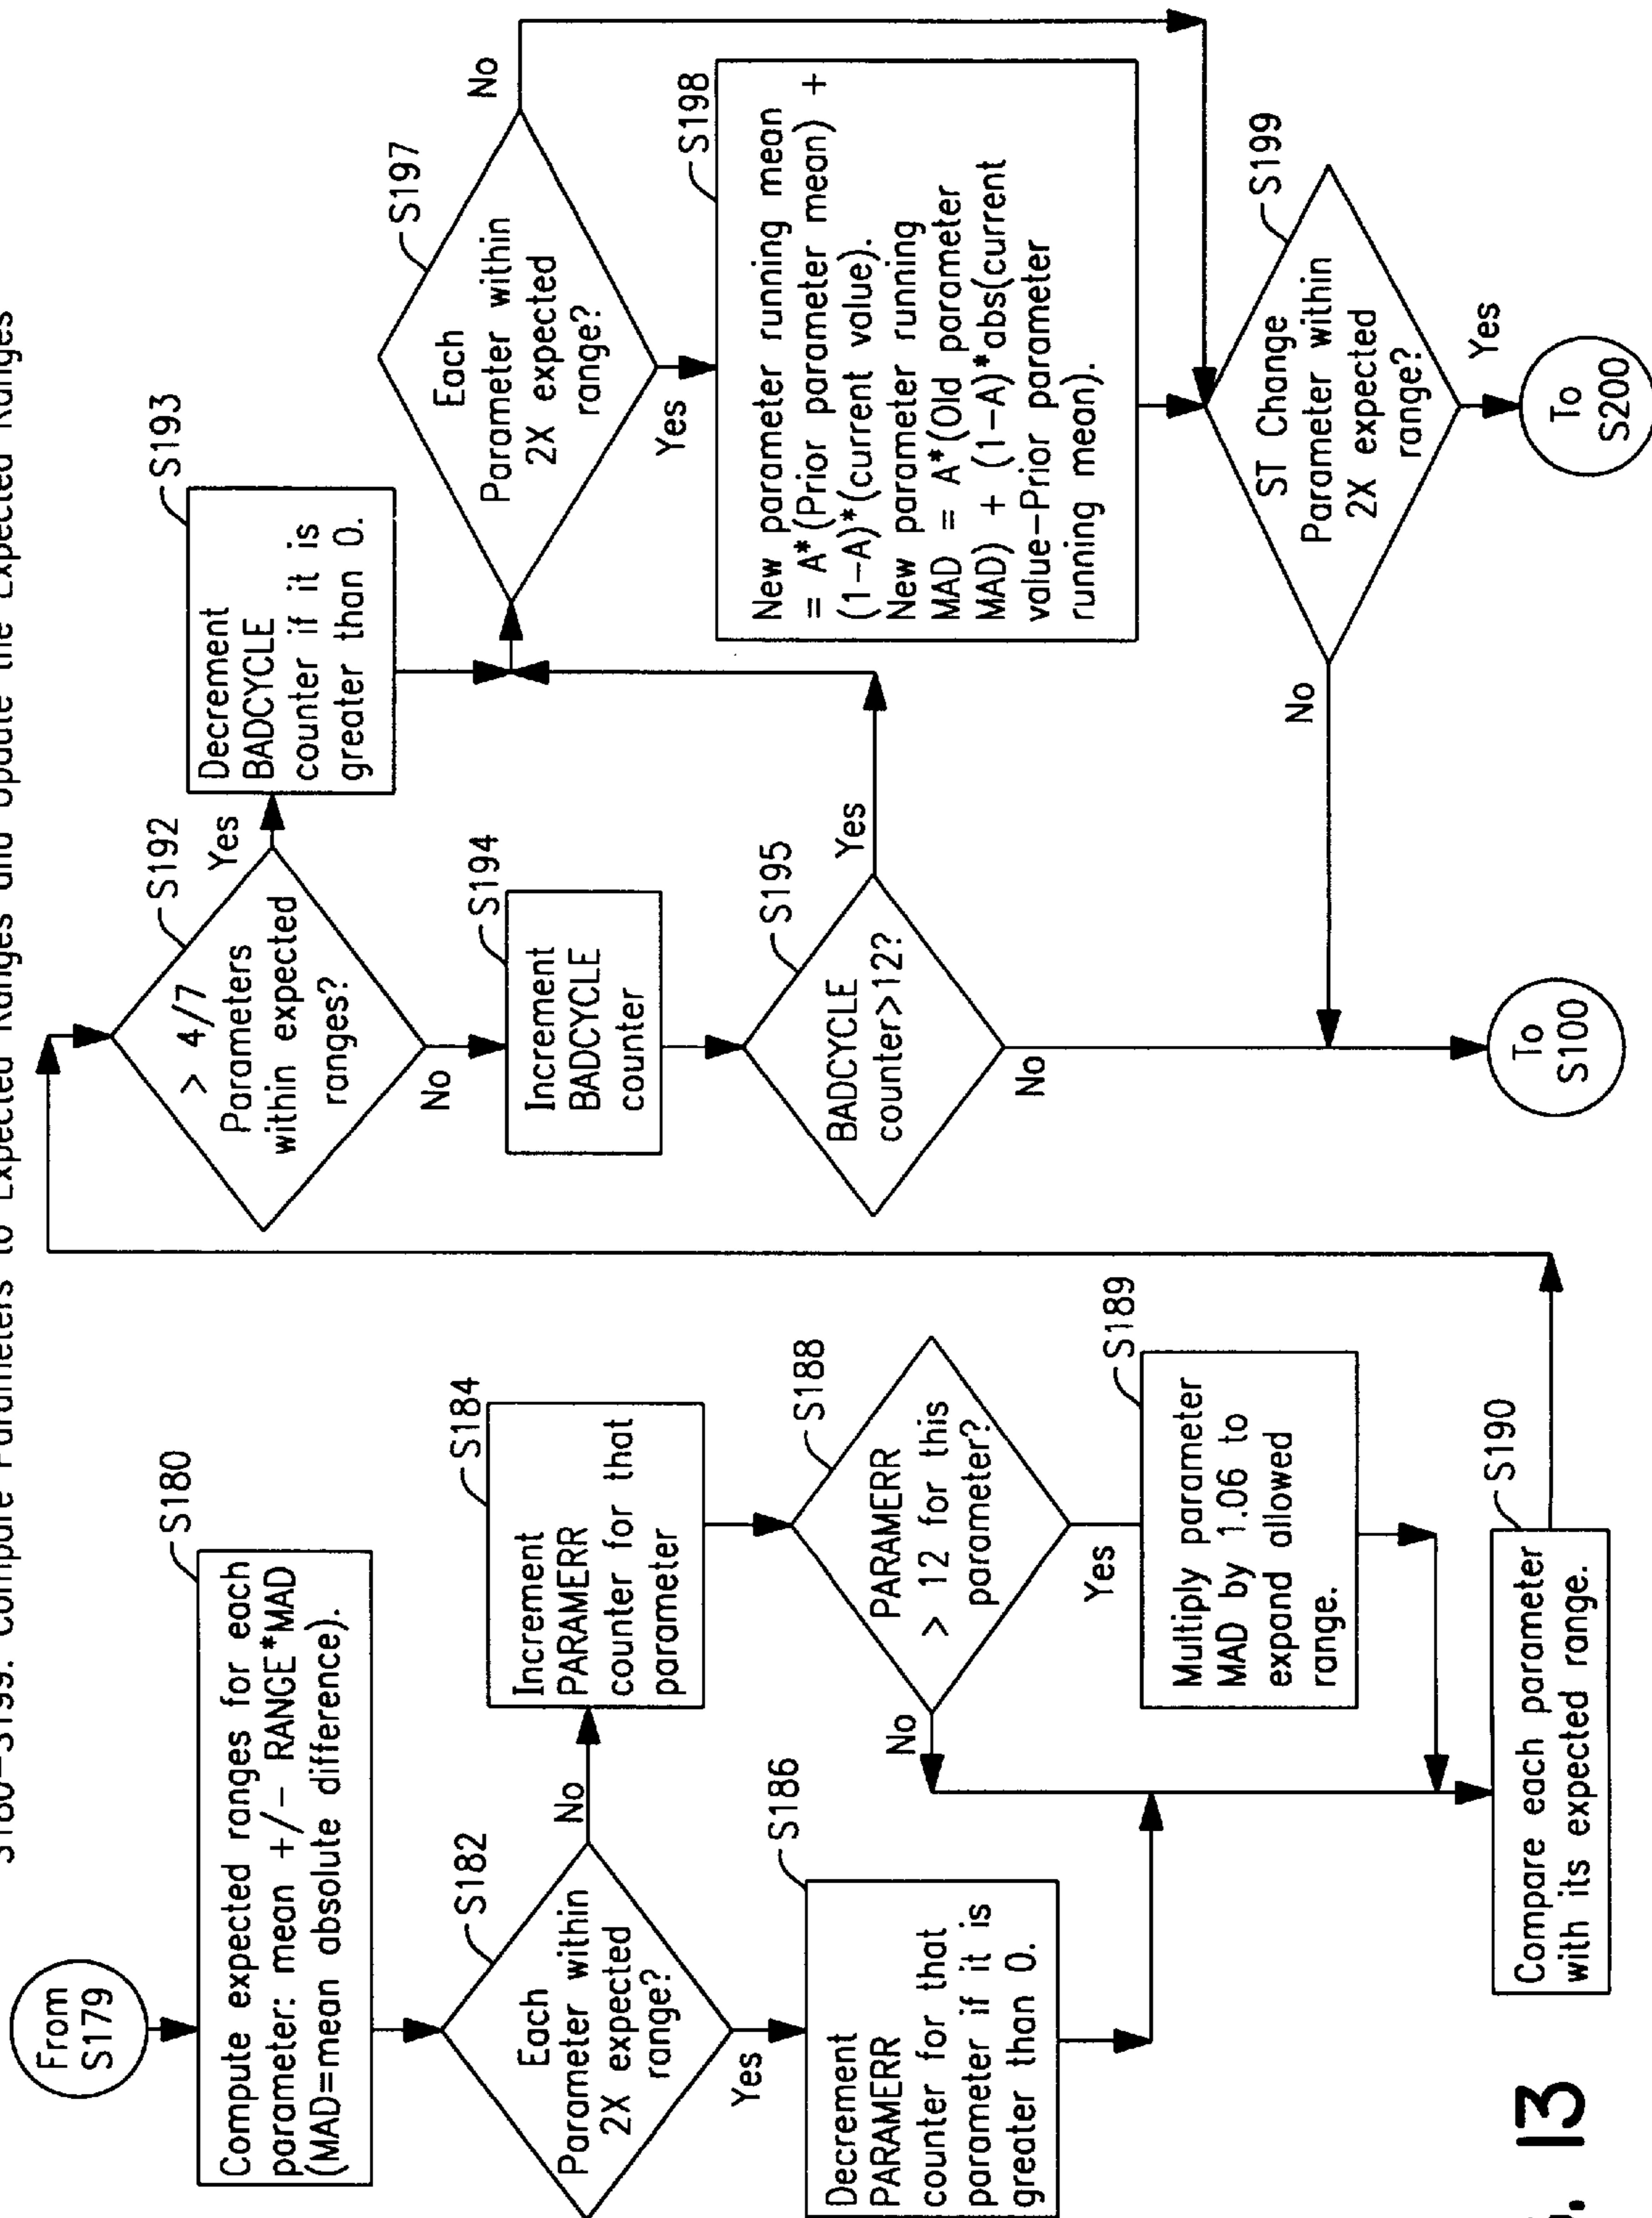 S180-S199: Compare Parameters to Expected Ranges and Update the Expected Ranges
From
S179
S180
Compute expected ranges for each
parameter: mean +/- RANGE*MAD
(MAD=mean absolute difference).
S182
Each
Parameter within
2X expected
range?
No
Yes
S184
Increment
PARAMERR
counter for that
parameter
S186
Decrement
PARAMERR
counter for that
parameter if it is
greater than 0.
S188
PARAMERR
> 12 for this
parameter?
No
Yes
S189
Multiply parameter
MAD by 1.06 to
expand allowed
range.
S190
Compare each parameter
with its expected range.
S192
> 4/7
Parameters
within expected
ranges?
Yes
No
S193
Decrement
BADCYCLE
counter if it is
greater than 0.
S194
Increment
BADCYCLE
counter
S195
BADCYCLE
counter>12?
Yes
No
S197
Each
Parameter within
2X expected
range?
No
Yes
S198
New parameter running mean
= A*(Prior parameter mean) +
(1-A)*(current value).
New parameter running
MAD = A*(Old parameter
MAD) + (1-A)*abs(current
value-Prior parameter
running mean).
S199
ST Change
Parameter within
2X expected
range?
No
Yes
To
S100
To
S200
13